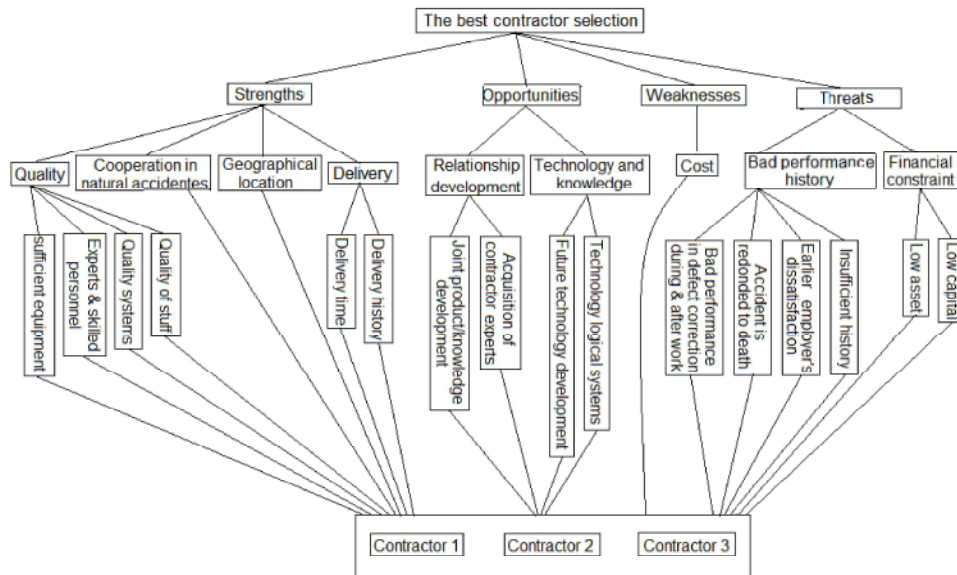 The best contractor selection
Strengths
Opportunities
Weaknesses
Threats
Quality
Cooperation in
natural accidentes
Geographical
location
Delivery
Relationship
development
Technology and
knowledge
Cost
Bad performance
history
Financial
constraint
sufficient equipment
Experts & skilled
personnel
Quality systems
Quality of stuff
Delivery time
Delivery history
Joint product/knowledge
development
Acquisition of
contractor experts
Future technology development
Technology logical systems
Bad performance
in defect correction
during & after work
Accident is
redonded to death
Earlier employer's
dissatisfaction
Insufficient history
Low asset
Low capital
Contractor 1
Contractor 2
Contractor 3